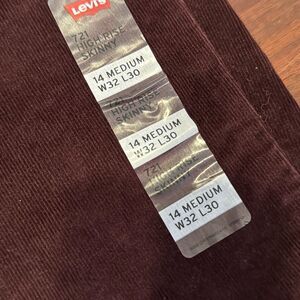 Levi's
721
HIGH RISE
SKINNY
14 MEDIUM
W32 L30
721
HIGH RISE
SKINNY
14 MEDIUM
W32 L30
721
HIGH RISE
SKINNY
14 MEDIUM
W32 L30